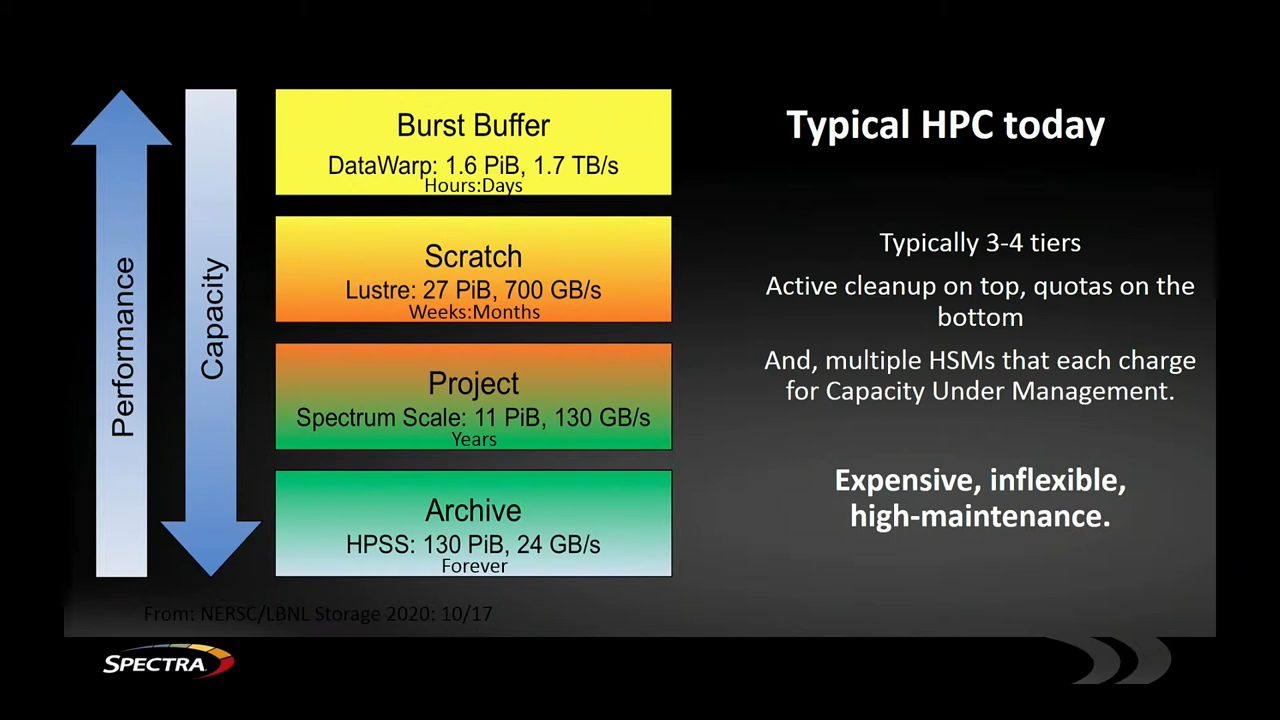 Typical HPC today
Performance
Capacity
Burst Buffer
DataWarp: 1.6 PiB, 1.7 TB/s
Hours:Days
Scratch
Lustre: 27 PiB, 700 GB/s
Weeks:Months
Project
Spectrum Scale: 11 PiB, 130 GB/s
Years
Archive
HPSS: 130 PiB, 24 GB/s
Forever
Typically 3-4 tiers
Active cleanup on top, quotas on the
bottom
And, multiple HSMs that each charge
for Capacity Under Management.
Expensive, inflexible,
high-maintenance.
From: NERSC/LBNL Storage 2020: 10/17
SPECTRA